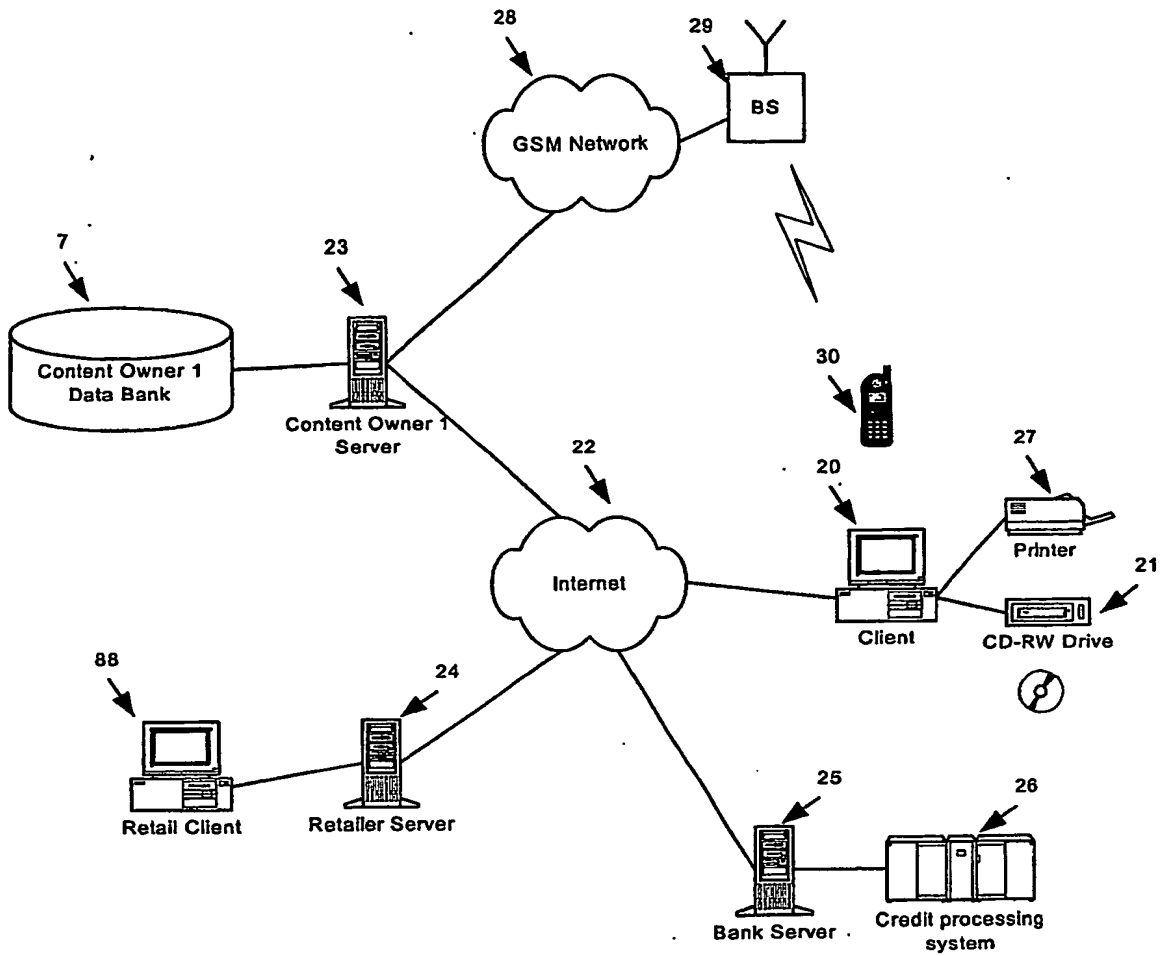 28
29
BS
GSM Network
7
23
Content Owner 1
Data Bank
Content Owner 1
Server
30
22
20
27
Printer
Internet
21
Client
CD-RW Drive
88
24
Retail Client
Retailer Server
25
26
Bank Server
Credit processing
system